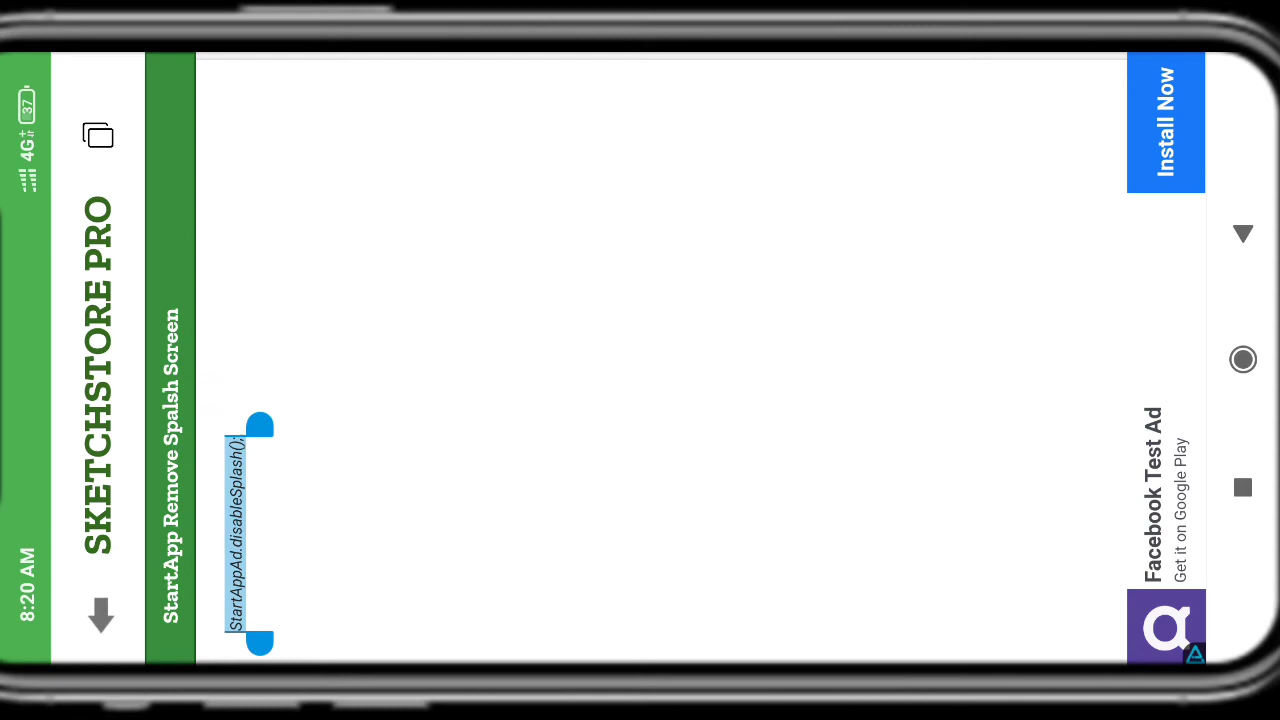 8:20 AM 4G+ 37
SKETCHSTORE PRO
StartApp Remove Spalsh Screen
StartAppAd.disableSplash();
Facebook Test Ad
Get it on Google Play
Install Now